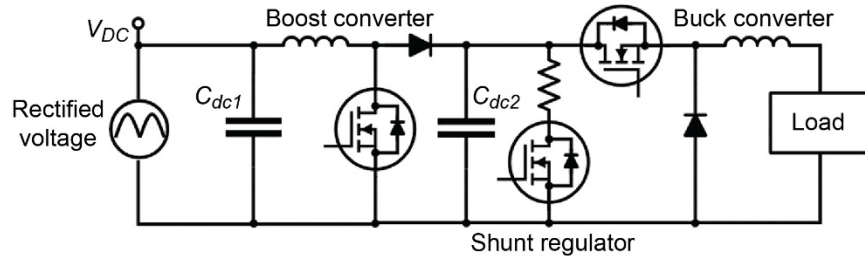 Boost converter
Buck converter
V_DC
C_dc1
C_dc2
Rectified
voltage
Load
Shunt regulator